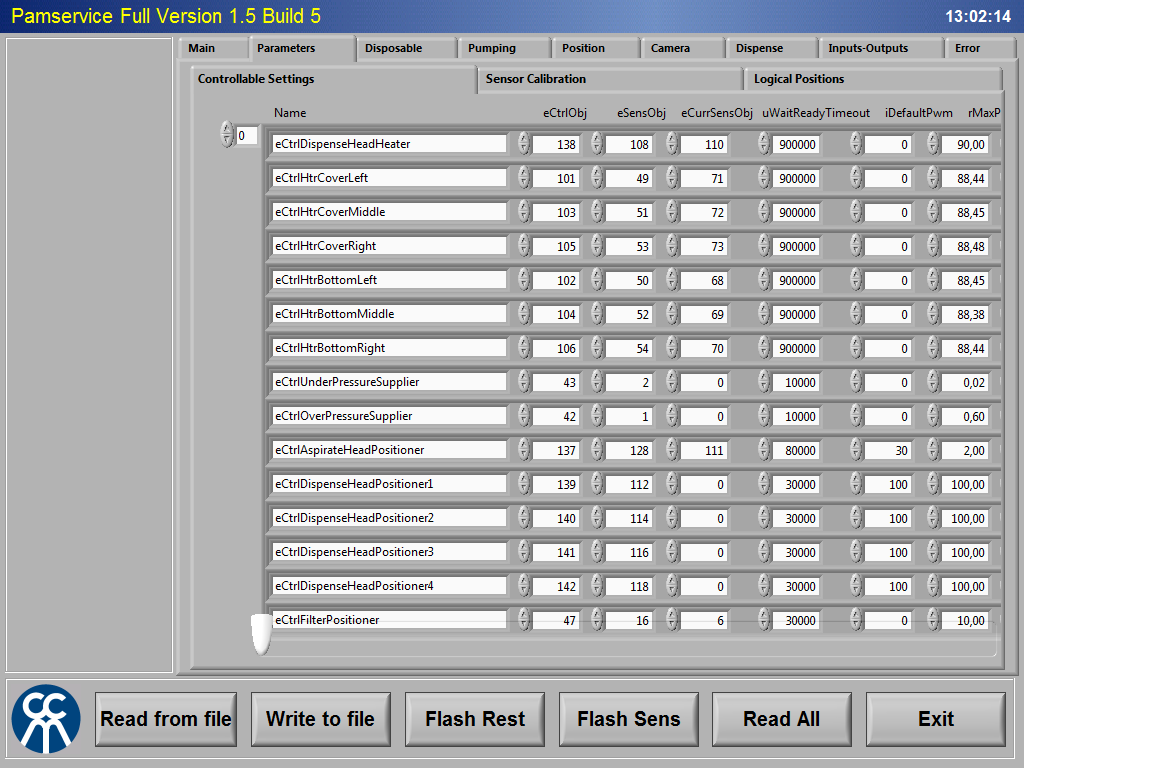 Pamservice Full Version 1.5 Build 5 13:02:14
Main Parameters Disposable Pumping Position Camera Dispense Inputs-Outputs Error
Controllable Settings Sensor Calibration Logical Positions
Name eCtrlObj eSensObj eCurrSensObj uWaitReadyTimeout iDefaultPwm rMaxP
0
eCtrlDispenseHeadHeater 138 108 110 900000 0 90,00
eCtrlHtrCoverLeft 101 49 71 900000 0 88,44
eCtrlHtrCoverMiddle 103 51 72 900000 0 88,45
eCtrlHtrCoverRight 105 53 73 900000 0 88,48
eCtrlHtrBottomLeft 102 50 68 900000 0 88,45
eCtrlHtrBottomMiddle 104 52 69 900000 0 88,38
eCtrlHtrBottomRight 106 54 70 900000 0 88,44
eCtrlUnderPressureSupplier 43 2 0 10000 0 0,02
eCtrlOverPressureSupplier 42 1 0 10000 0 0,60
eCtrlAspirateHeadPositioner 137 128 111 80000 30 2,00
eCtrlDispenseHeadPositioner1 139 112 0 30000 100 100,00
eCtrlDispenseHeadPositioner2 140 114 0 30000 100 100,00
eCtrlDispenseHeadPositioner3 141 116 0 30000 100 100,00
eCtrlDispenseHeadPositioner4 142 118 0 30000 100 100,00
eCtrlFilterPositioner 47 16 6 30000 0 10,00
Read from file Write to file Flash Rest Flash Sens Read All Exit